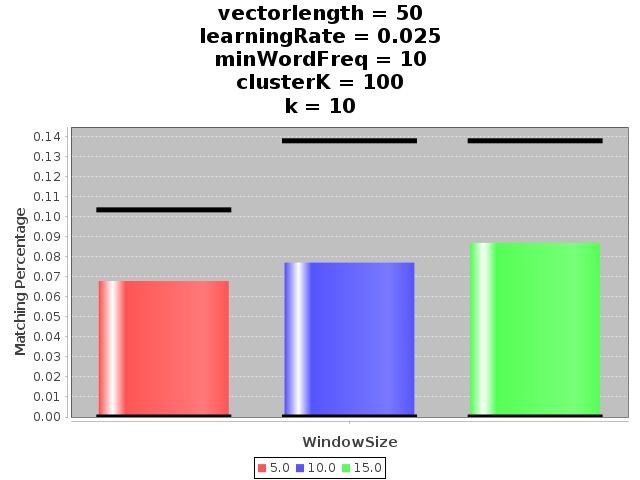 vectorlength = 50
learningRate = 0.025
minWordFreq = 10
clusterK = 100
k = 10
0.14
0.13
0.12
0.11
0.10
0.09
0.08
0.07
0.06
0.05
0.04
0.03
0.02
0.01
0.00
Matching Percentage
WindowSize
5.0 10.0 15.0